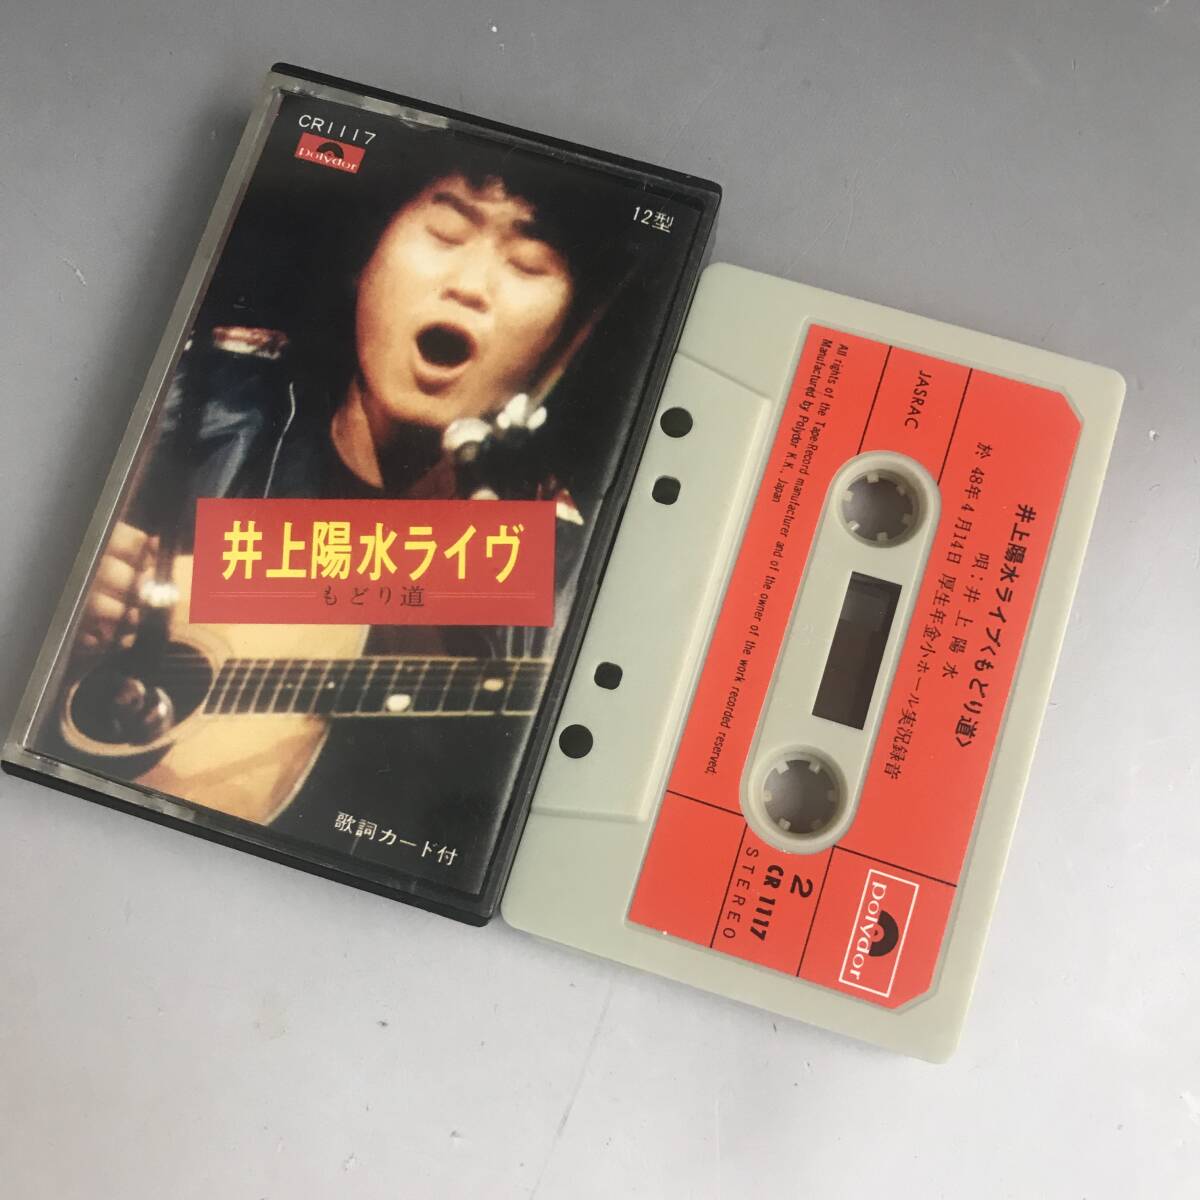 CR1117
polydor
12型
井上陽水ライヴ
もどり道
歌詞カード付
井上陽水ライブくもどり道>
唄:井上陽水
於 48年4月14日 厚生年金小ホール実況録音
JASRAC
All rights of the Tape Record manufacturer and of the owner of the work recorded reserved.
Manufactured by Polydor K.K., Japan
2
CR 1117
STEREO
polydor